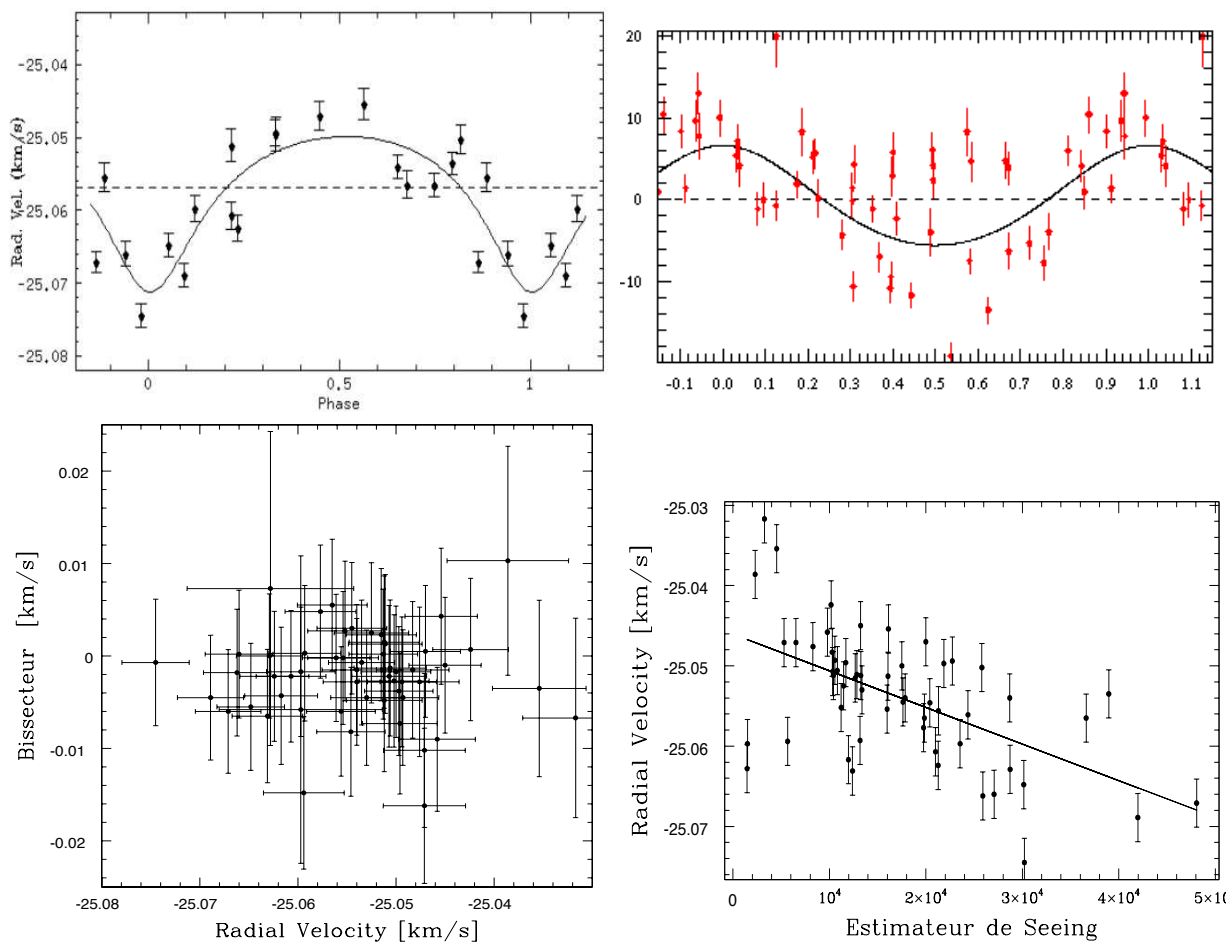 -25.04
-25.05
-25.06
-25.07
-25.08
Rad. Vel. (km/s)
0
0.5
1
Phase
20
10
0
-10
-0.1 0.0 0.1 0.2 0.3 0.4 0.5 0.6 0.7 0.8 0.9 1.0 1.1
0.02
0.01
0
-0.01
-0.02
Bissecteur [km/s]
-25.08 -25.07 -25.06 -25.05 -25.04
Radial Velocity [km/s]
-25.03
-25.04
-25.05
-25.06
-25.07
Radial Velocity [km/s]
0 10⁴ 2×10⁴ 3×10⁴ 4×10⁴ 5×10
Estimateur de Seeing